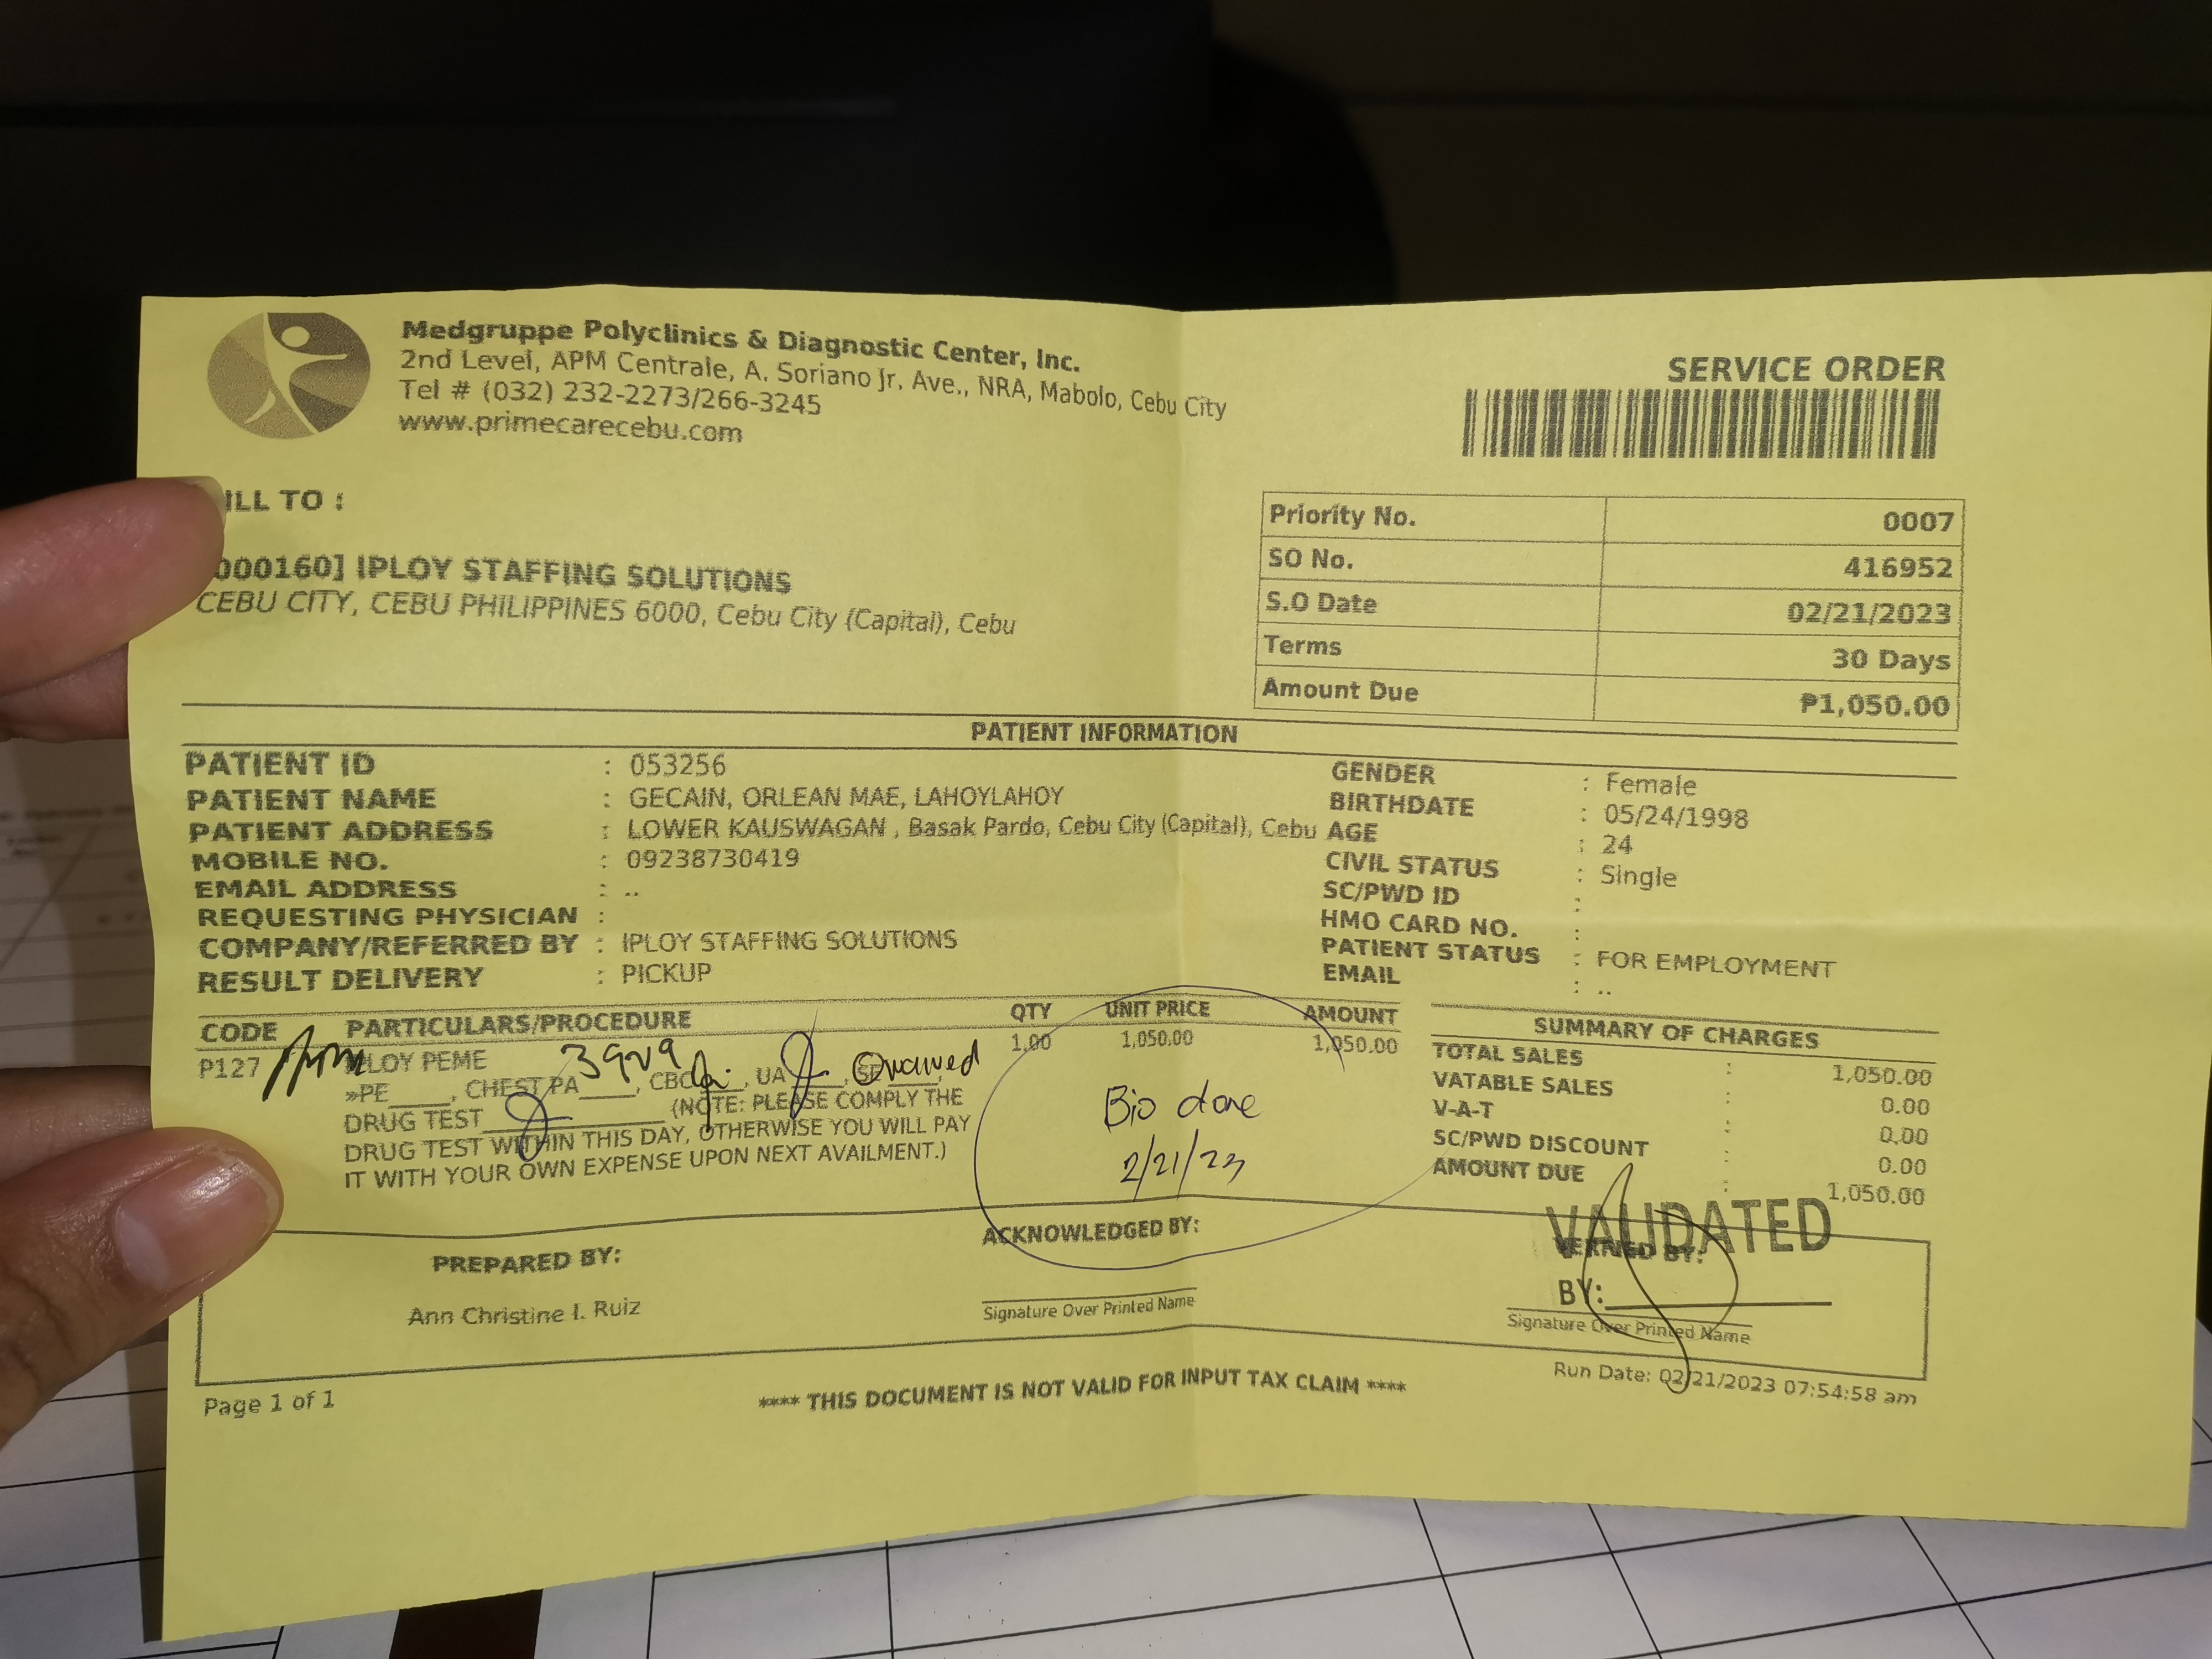 Medgruppe Polyclinics & Diagnostic Center, Inc.
2nd Level, APM Centrale, A. Soriano Jr. Ave., NRA, Mabolo, Cebu City
Tel # (032) 232-2273/266-3245
www.primecarecebu.com
SERVICE ORDER
ILL TO :
000160] IPLOY STAFFING SOLUTIONS
CEBU CITY, CEBU PHILIPPINES 6000, Cebu City (Capital), Cebu
Priority No. 0007
SO No. 416952
S.O Date 02/21/2023
Terms 30 Days
Amount Due ₱1,050.00
PATIENT INFORMATION
PATIENT ID : 053256
PATIENT NAME : GECAIN, ORLEAN MAE, LAHOYLAHOY
PATIENT ADDRESS : LOWER KAUSWAGAN , Basak Pardo, Cebu City (Capital), Cebu
MOBILE NO. : 09238730419
EMAIL ADDRESS : ..
REQUESTING PHYSICIAN :
COMPANY/REFERRED BY : IPLOY STAFFING SOLUTIONS
RESULT DELIVERY : PICKUP
GENDER : Female
BIRTHDATE : 05/24/1998
AGE : 24
CIVIL STATUS : Single
SC/PWD ID :
HMO CARD NO. :
PATIENT STATUS : FOR EMPLOYMENT
EMAIL : ..
CODE PARTICULARS/PROCEDURE QTY UNIT PRICE AMOUNT
P127 IPLOY PEME 1.00 1,050.00 1,050.00
3929 waived
»PE____, CHEST PA____, CBC____, UA____, SE____,
DRUG TEST____ (NOTE: PLEASE COMPLY THE
DRUG TEST WITHIN THIS DAY, OTHERWISE YOU WILL PAY
IT WITH YOUR OWN EXPENSE UPON NEXT AVAILMENT.)
Bio done
2/21/23
SUMMARY OF CHARGES
TOTAL SALES : 1,050.00
VATABLE SALES : 0.00
V-A-T : 0.00
SC/PWD DISCOUNT : 0.00
AMOUNT DUE : 1,050.00
PREPARED BY:
Ann Christine I. Ruiz
ACKNOWLEDGED BY:
Signature Over Printed Name
VALIDATED
VERIFIED BY:
BY:
Signature Over Printed Name
Page 1 of 1
**** THIS DOCUMENT IS NOT VALID FOR INPUT TAX CLAIM ****
Run Date: 02/21/2023 07:54:58 am